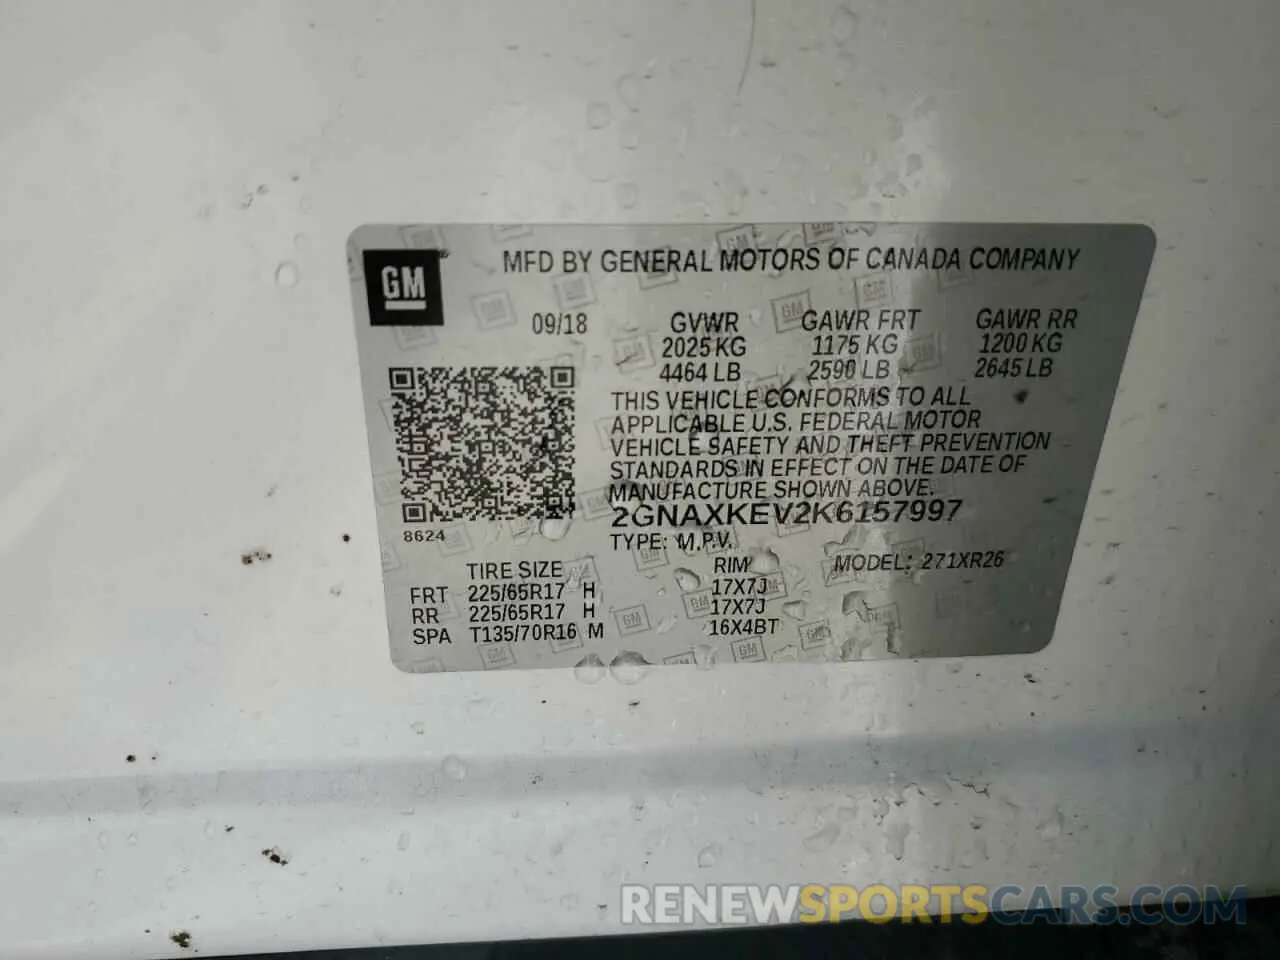 GM
MFD BY GENERAL MOTORS OF CANADA COMPANY
09/18 GVWR GAWR FRT GAWR RR
2025 KG 1175 KG 1200 KG
4464 LB 2590 LB 2645 LB
THIS VEHICLE CONFORMS TO ALL
APPLICABLE U.S. FEDERAL MOTOR
VEHICLE SAFETY AND THEFT PREVENTION
STANDARDS IN EFFECT ON THE DATE OF
MANUFACTURE SHOWN ABOVE.
2GNAXKEV2K6157997
8624
TYPE: M.P.V.
MODEL: 271XR26
TIRE SIZE RIM
FRT 225/65R17 H 17X7J
RR 225/65R17 H 17X7J
SPA T135/70R16 M 16X4BT
RENEWSPORTSCARS.COM